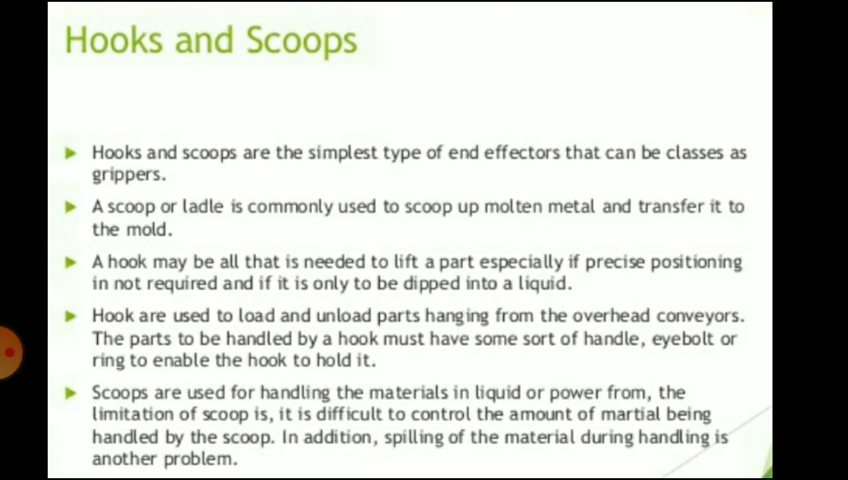 Hooks and Scoops
Hooks and scoops are the simplest type of end effectors that can be classes as
grippers.
A scoop or ladle is commonly used to scoop up molten metal and transfer it to
the mold.
A hook may be all that is needed to lift a part especially if precise positioning
in not required and if it is only to be dipped into a liquid.
Hook are used to load and unload parts hanging from the overhead conveyors.
The parts to be handled by a hook must have some sort of handle, eyebolt or
ring to enable the hook to hold it.
Scoops are used for handling the materials in liquid or power from, the
limitation of scoop is, it is difficult to control the amount of martial being
handled by the scoop. In addition, spilling of the material during handling is
another problem.